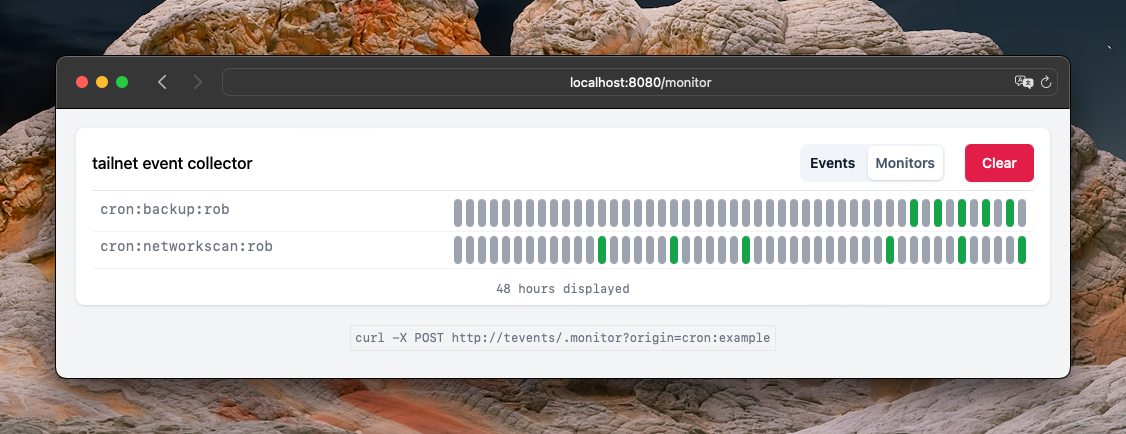 localhost:8080/monitor
tailnet event collector
Events
Monitors
Clear
cron:backup:rob
cron:networkscan:rob
48 hours displayed
curl -X POST http://tevents/.monitor?origin=cron:example